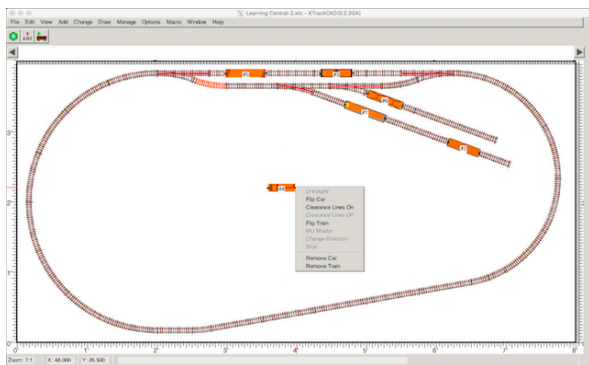 Learning Central-2.xtc - XTrackCAD(5.2.2GA)
File Edit View Add Change Draw Manage Options Macro Window Help
Exit
3'
2'
1'
0'
0' 1' 2' 3' 4' 5' 6' 7' 8'
Uncouple
Flip Car
Clearance Lines On
Clearance Lines Off
Flip Train
MU Master
Change Direction
Stop
Remove Car
Remove Train
Zoom: 7:1 X: 48.000 Y: 26.500